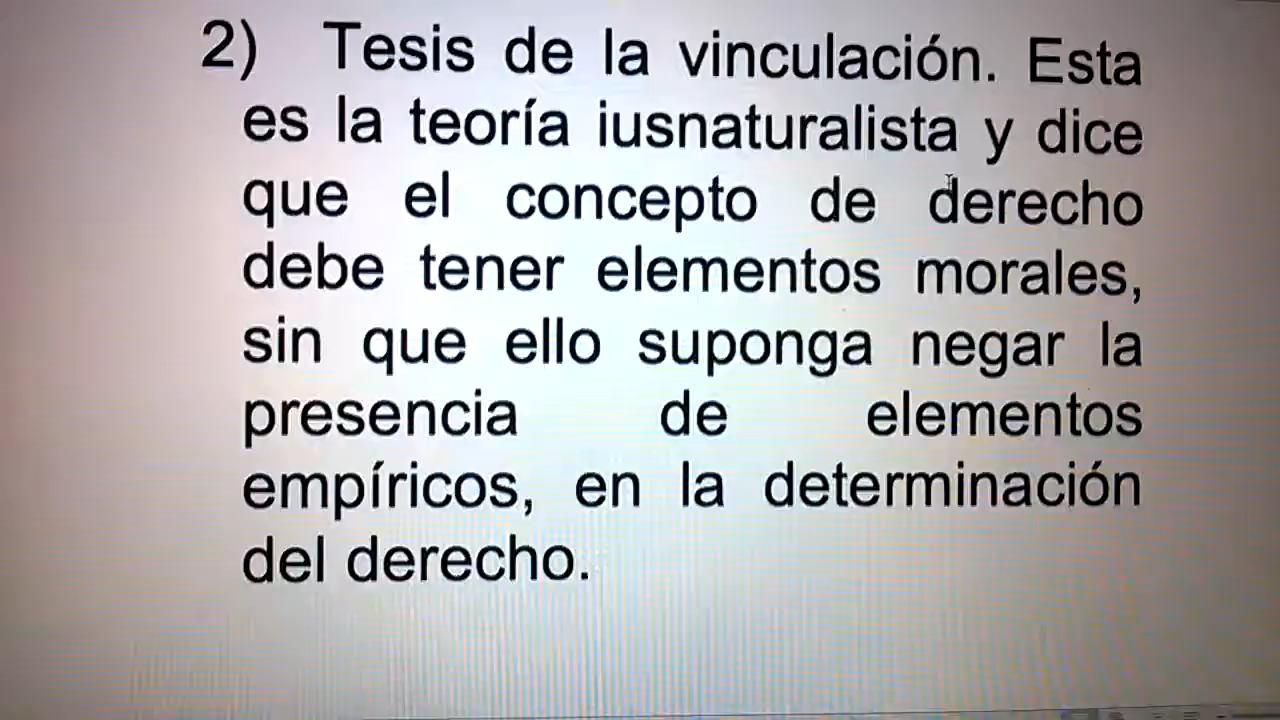 2) Tesis de la vinculación. Esta
es la teoría iusnaturalista y dice
que el concepto de derecho
debe tener elementos morales,
sin que ello suponga negar la
presencia de elementos
empíricos, en la determinación
del derecho.